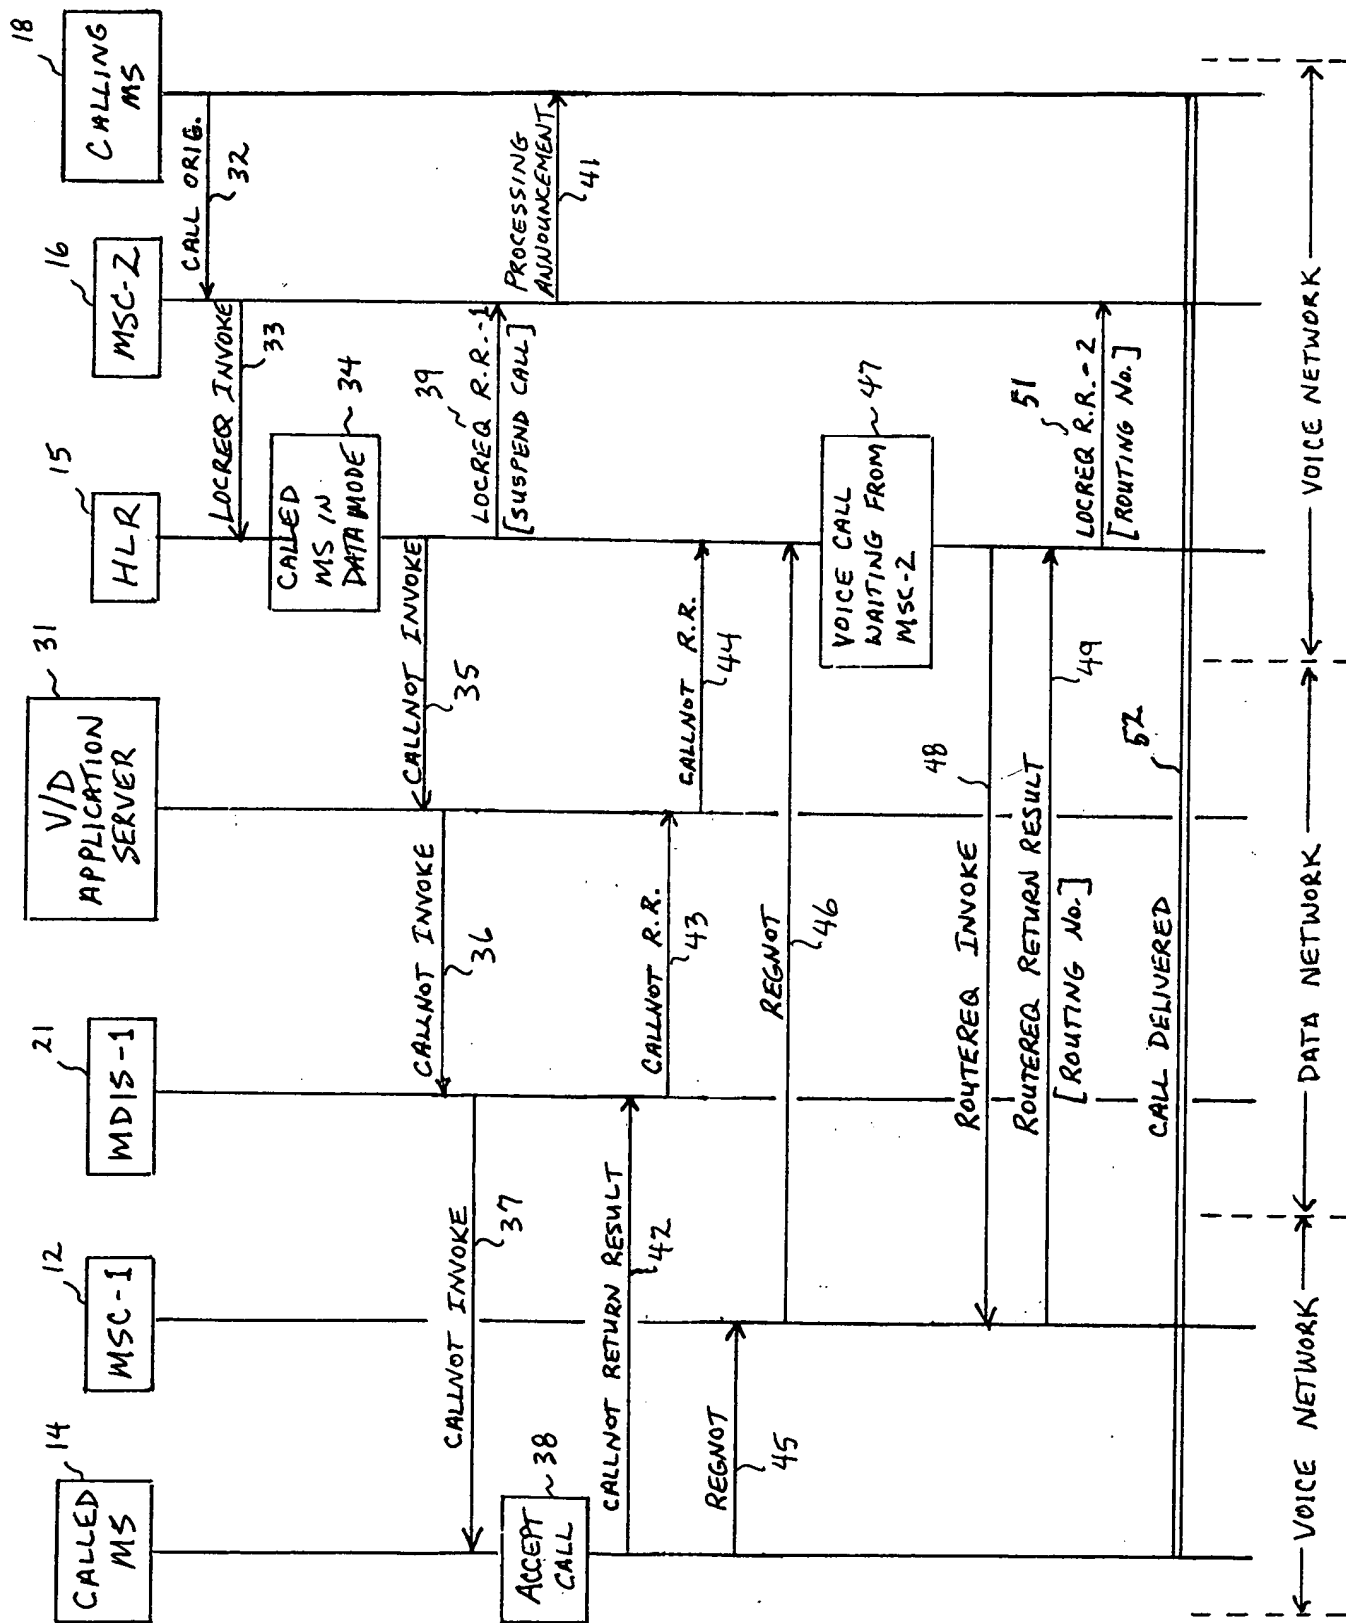 14
CALLED
MS
12
MSC-1
21
MDIS-1
31
V/D
APPLICATION
SERVER
15
HLR
16
MSC-2
18
CALLING
MS
CALL ORIG.
32
LOCREQ INVOKE
33
CALLED
MS IN
DATA MODE
34
CALLNOT INVOKE
35
CALLNOT INVOKE
36
CALLNOT INVOKE
37
ACCEPT
CALL
38
LOCREQ R.R.-1
[SUSPEND CALL]
39
PROCESSING
ANNOUNCEMENT
41
CALLNOT RETURN RESULT
42
CALLNOT R.R.
43
CALLNOT R.R.
44
REGNOT
45
REGNOT
46
VOICE CALL
WAITING FROM
MSC-2
47
ROUTEREQ INVOKE
48
ROUTEREQ RETURN RESULT
[ROUTING No.]
49
LOCREQ R.R.-2
[ROUTING No.]
51
CALL DELIVERED
52
VOICE NETWORK
DATA NETWORK
VOICE NETWORK